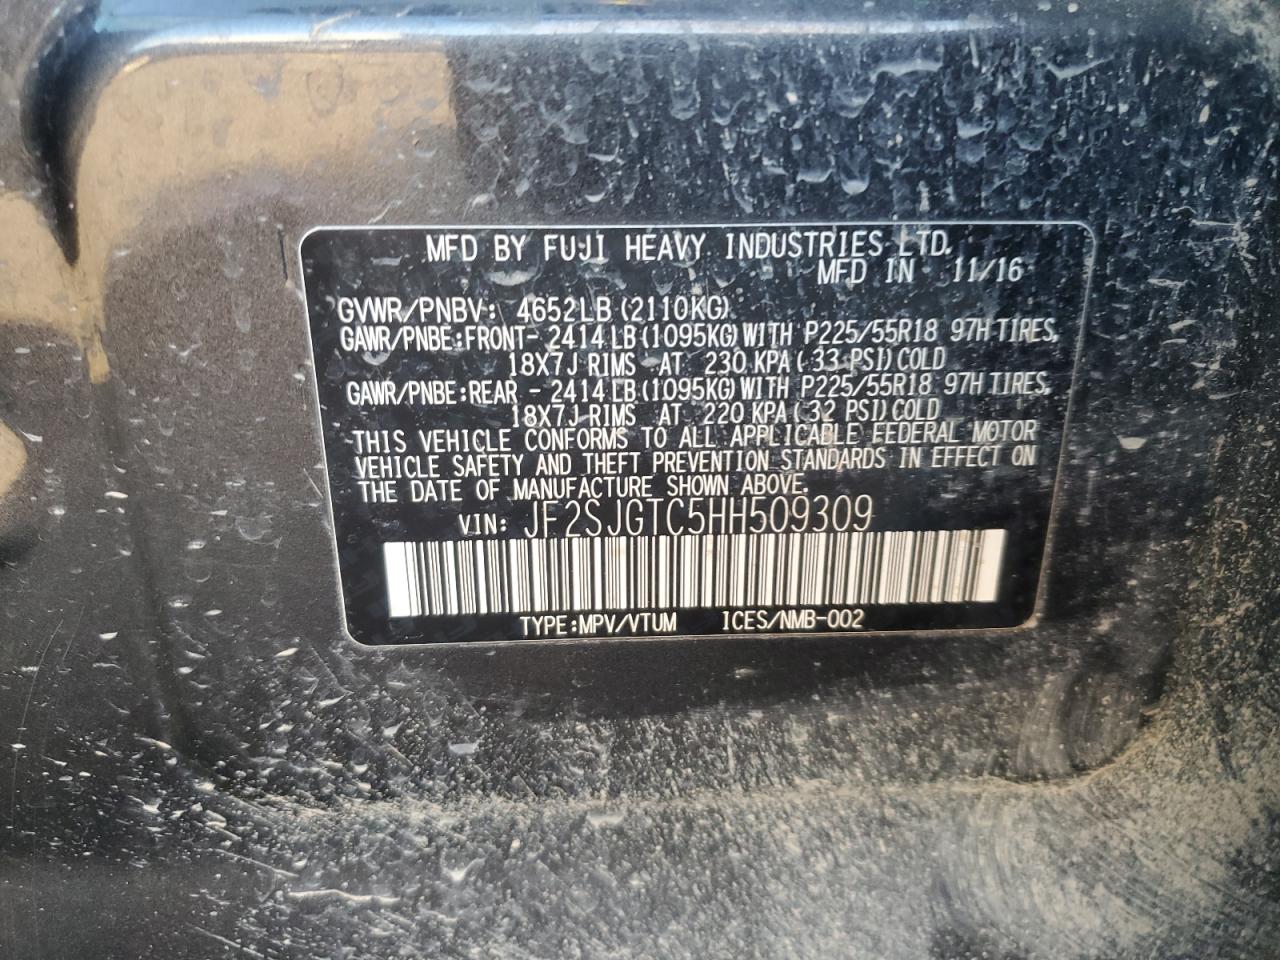 MFD BY FUJI HEAVY INDUSTRIES LTD.
MFD IN 11/16
GVWR/PNBV: 4652LB (2110KG)
GAWR/PNBE:FRONT- 2414 LB (1095KG) WITH P225/55R18 97H TIRES,
18X7J RIMS AT 230 KPA ( 33 PSI) COLD
GAWR/PNBE:REAR - 2414 LB (1095KG) WITH P225/55R18 97H TIRES,
18X7J RIMS AT 220 KPA ( 32 PSI) COLD
THIS VEHICLE CONFORMS TO ALL APPLICABLE FEDERAL MOTOR
VEHICLE SAFETY AND THEFT PREVENTION STANDARDS IN EFFECT ON
THE DATE OF MANUFACTURE SHOWN ABOVE.
VIN: JF2SJGTC5HH509309
TYPE:MPV/VTUM ICES/NMB-002